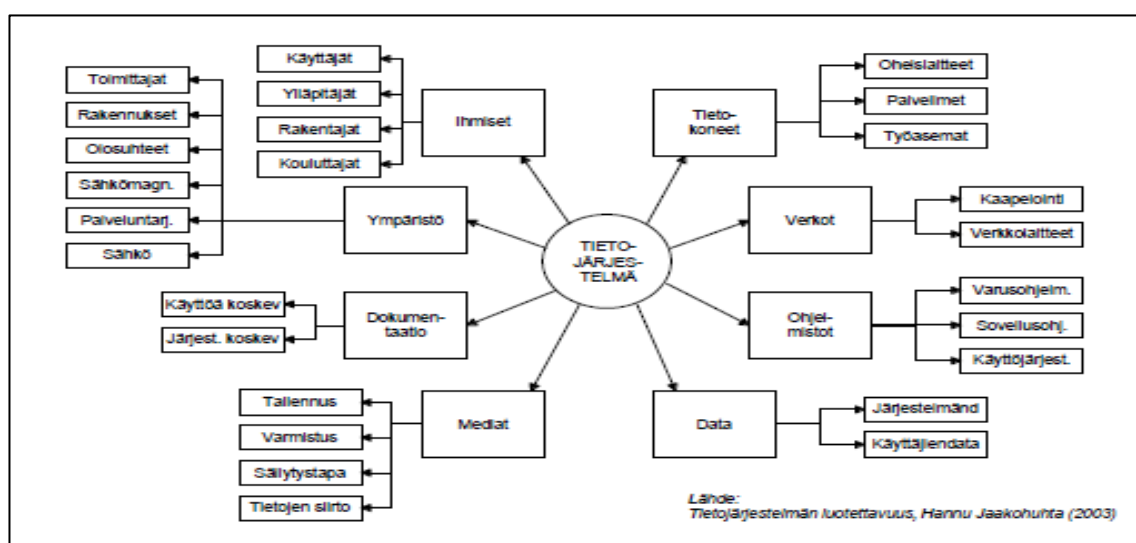 Käyttäjät
Ylläpitäjät
Rakentajat
Kouluttajat
Ihmiset
Toimittajat
Rakennukset
Olosuhteet
Sähkömagn.
Palveluntarj.
Sähkö
Ympäristö
Käyttöä koskev
Järjest. koskev
Dokumen-
taatio
Tallennus
Varmistus
Säilytystapa
Tietojen siirto
Mediat
TIETO-
JÄRJES-
TELMÄ
Tieto-
koneet
Oheislaitteet
Palvelimet
Työasemat
Verkot
Kaapelointi
Verkkolaitteet
Ohjel-
mistot
Varusohjelm.
Sovellusohj.
Käyttöjärjest.
Data
Järjestelmänd
Käyttäjiendata
Lähde:
Tietojärjestelmän luotettavuus, Hannu Jaakohuhta (2003)